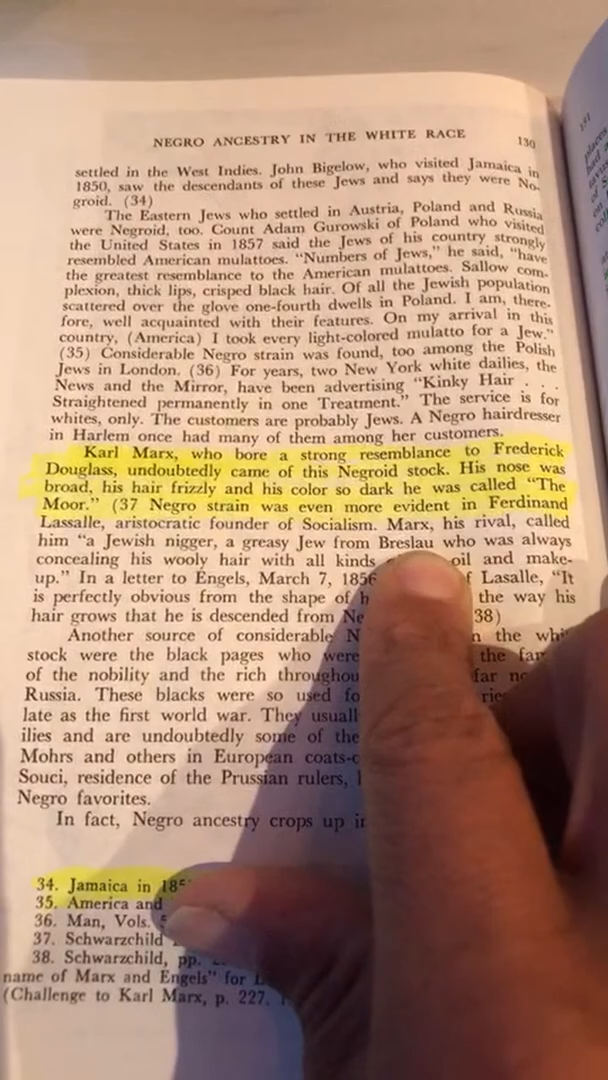 NEGRO ANCESTRY IN THE WHITE RACE 130
settled in the West Indies. John Bigelow, who visited Jamaica in
1850, saw the descendants of these Jews and says they were Ne-
groid. (34)
The Eastern Jews who settled in Austria, Poland and Russia
were Negroid, too. Count Adam Gurowski of Poland who visited
the United States in 1857 said the Jews of his country strongly
resembled American mulattoes. "Numbers of Jews," he said, "have
the greatest resemblance to the American mulattoes. Sallow com-
plexion, thick lips, crisped black hair. Of all the Jewish population
scattered over the glove one-fourth dwells in Poland. I am, there-
fore, well acquainted with their features. On my arrival in this
country, (America) I took every light-colored mulatto for a Jew."
(35) Considerable Negro strain was found, too among the Polish
Jews in London. (36) For years, two New York white dailies, the
News and the Mirror, have been advertising "Kinky Hair . . .
Straightened permanently in one Treatment." The service is for
whites, only. The customers are probably Jews. A Negro hairdresser
in Harlem once had many of them among her customers.
Karl Marx, who bore a strong resemblance to Frederick
Douglass, undoubtedly came of this Negroid stock. His nose was
broad, his hair frizzly and his color so dark he was called "The
Moor." (37 Negro strain was even more evident in Ferdinand
Lassalle, aristocratic founder of Socialism. Marx, his rival, called
him "a Jewish nigger, a greasy Jew from Breslau who was always
concealing his wooly hair with all kinds oil and make-
up." In a letter to Engels, March 7, 1856 Lasalle, "It
is perfectly obvious from the shape of the way his
hair grows that he is descended from 38)
Another source of considerable the
stock were the black pages who were the
of the nobility and the rich far
Russia. These blacks were so used
late as the first world war. They
ilies and are undoubtedly some of the
Mohrs and others in European
Souci, residence of the Prussian rulers,
Negro favorites.
In fact, Negro ancestry crops up
34. Jamaica in
35. America and
36. Man, Vols.
37. Schwarzchild
38. Schwarzchild, pp.
name of Marx and Engels" for
(Challenge to Karl Marx, p. 227.